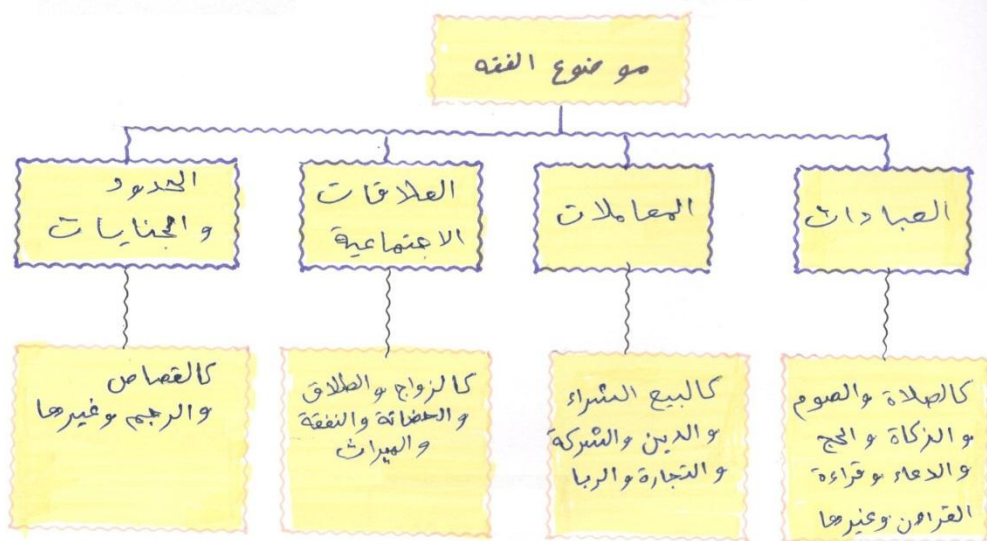 موضوع الفقه
العبادات
المعاملات
العلاقات
الاجتماعية
الحدود
والجنايات
كالصلاة والصوم
والزكاة والحج
والدعاء وقراءة
القرآن وغيرها
كالبيع الشراء
والدين والشركة
والتجارة والربا
كالزواج والطلاق
والحضانة والنفقة
والميراث
كالقصاص
والرجم وغيرها